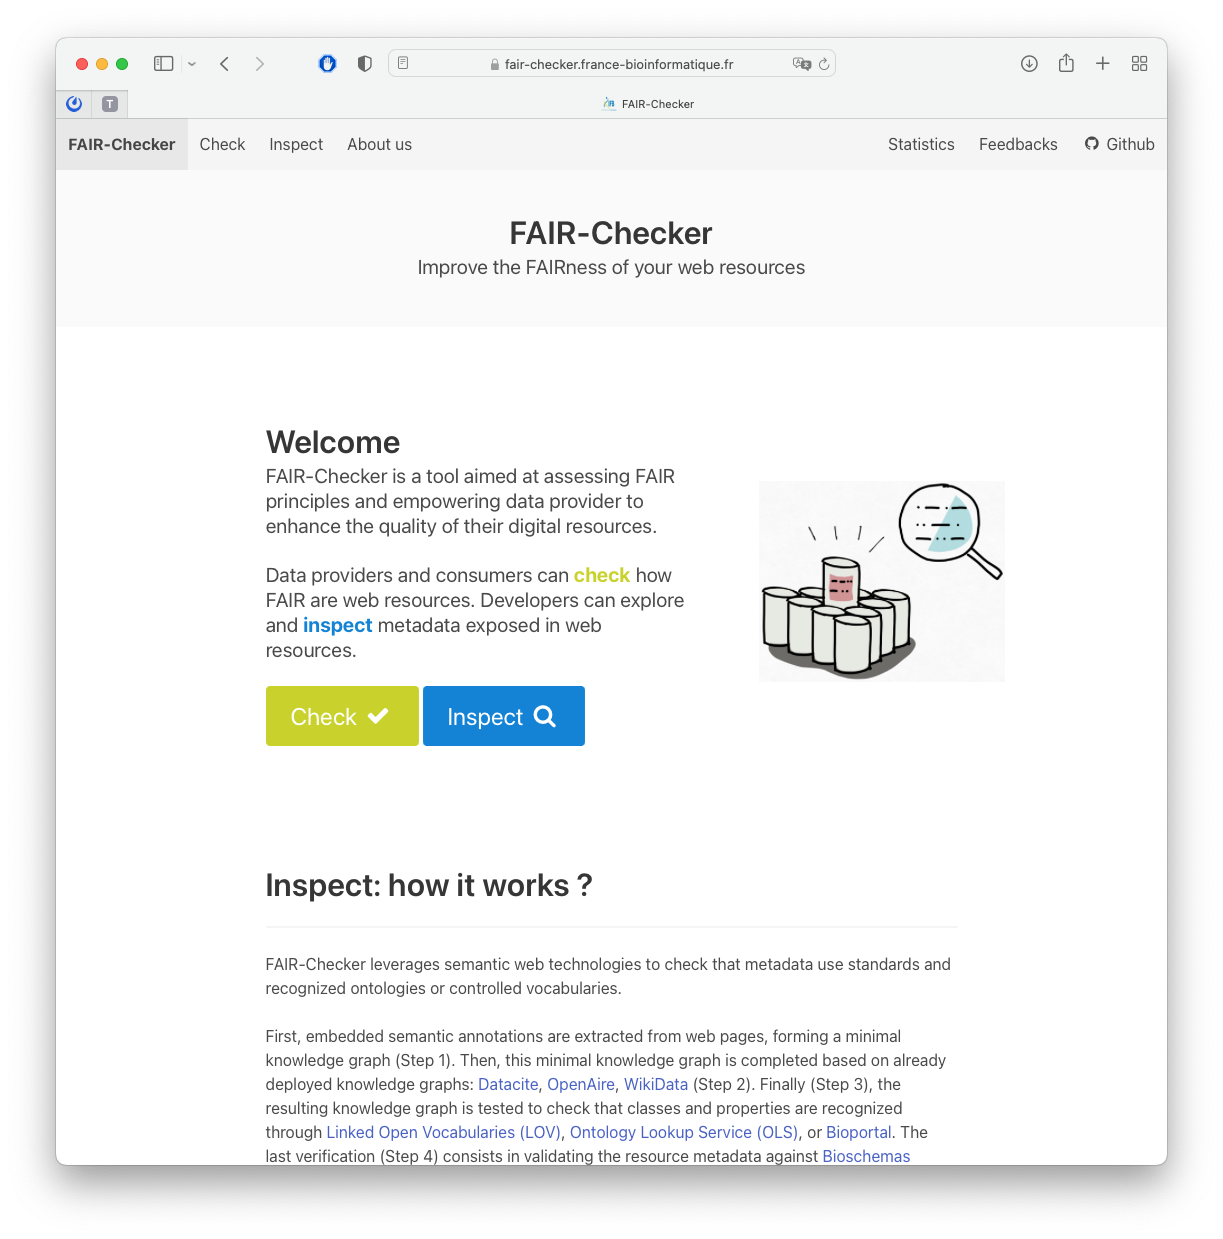 fair-checker.france-bioinformatique.fr
T
FAIR-Checker
FAIR-Checker Check Inspect About us Statistics Feedbacks Github
FAIR-Checker
Improve the FAIRness of your web resources
Welcome
FAIR-Checker is a tool aimed at assessing FAIR
principles and empowering data provider to
enhance the quality of their digital resources.
Data providers and consumers can check how
FAIR are web resources. Developers can explore
and inspect metadata exposed in web
resources.
Check Inspect
Inspect: how it works ?
FAIR-Checker leverages semantic web technologies to check that metadata use standards and
recognized ontologies or controlled vocabularies.
First, embedded semantic annotations are extracted from web pages, forming a minimal
knowledge graph (Step 1). Then, this minimal knowledge graph is completed based on already
deployed knowledge graphs: Datacite, OpenAire, WikiData (Step 2). Finally (Step 3), the
resulting knowledge graph is tested to check that classes and properties are recognized
through Linked Open Vocabularies (LOV), Ontology Lookup Service (OLS), or Bioportal. The
last verification (Step 4) consists in validating the resource metadata against Bioschemas